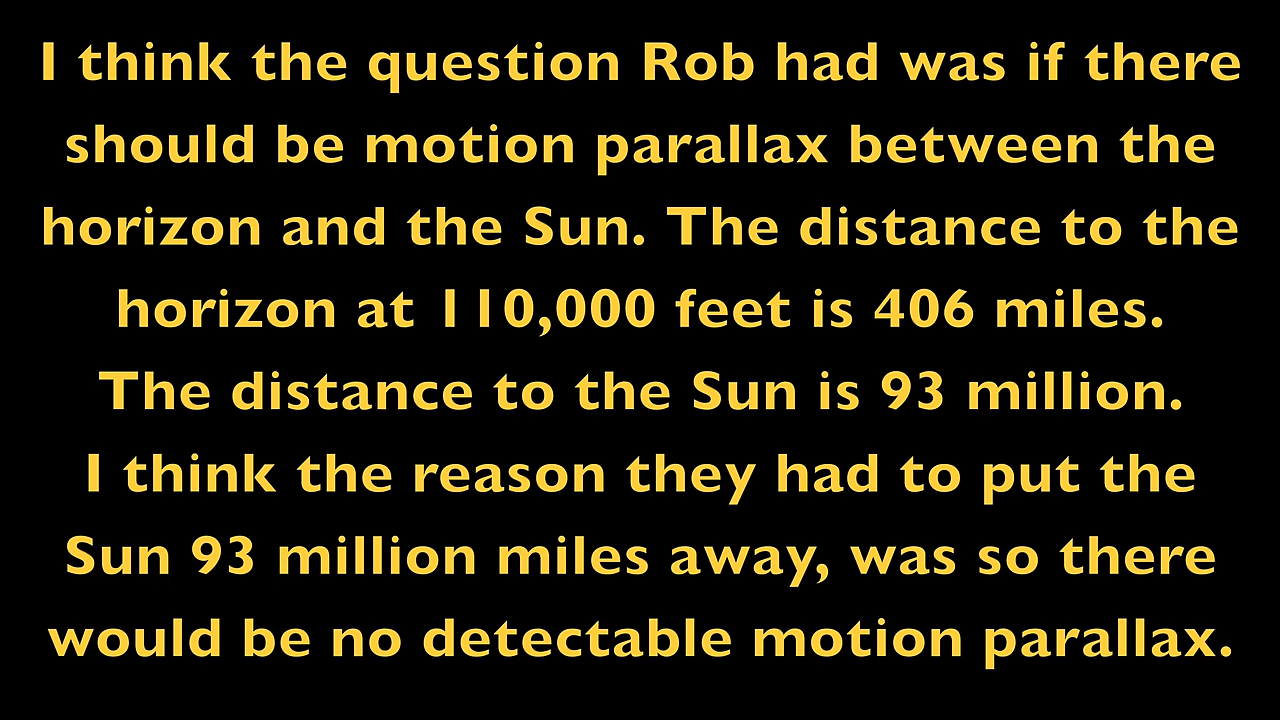 I think the question Rob had was if there
should be motion parallax between the
horizon and the Sun. The distance to the
horizon at 110,000 feet is 406 miles.
The distance to the Sun is 93 million.
I think the reason they had to put the
Sun 93 million miles away, was so there
would be no detectable motion parallax.